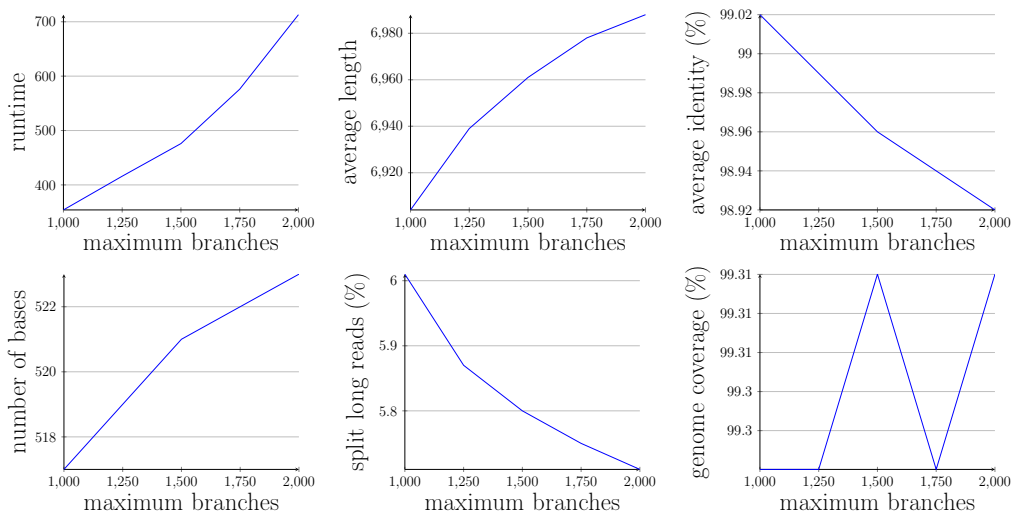 runtime
700
600
500
400
1,000 1,250 1,500 1,750 2,000
maximum branches
average length
6,980
6,960
6,940
6,920
1,000 1,250 1,500 1,750 2,000
maximum branches
average identity (%)
99.02
99
98.98
98.96
98.94
98.92
1,000 1,250 1,500 1,750 2,000
maximum branches
number of bases
522
520
518
1,000 1,250 1,500 1,750 2,000
maximum branches
split long reads (%)
6
5.9
5.8
1,000 1,250 1,500 1,750 2,000
maximum branches
genome coverage (%)
99.31
99.31
99.31
99.3
99.3
1,000 1,250 1,500 1,750 2,000
maximum branches